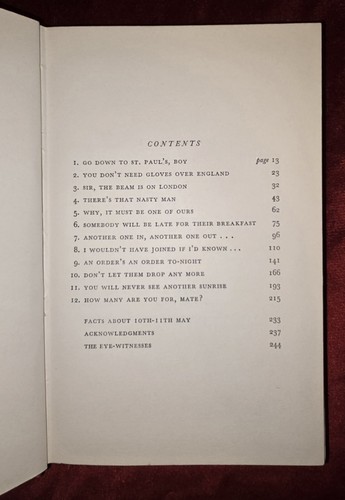 CONTENTS
1. GO DOWN TO ST. PAUL'S, BOY page 13
2. YOU DON'T NEED GLOVES OVER ENGLAND 23
3. SIR, THE BEAM IS ON LONDON 32
4. THERE'S THAT NASTY MAN 43
5. WHY, IT MUST BE ONE OF OURS 62
6. SOMEBODY WILL BE LATE FOR THEIR BREAKFAST 75
7. ANOTHER ONE IN, ANOTHER ONE OUT . . . 96
8. I WOULDN'T HAVE JOINED IF I'D KNOWN . . . 110
9. AN ORDER'S AN ORDER TO-NIGHT 141
10. DON'T LET THEM DROP ANY MORE 166
11. YOU WILL NEVER SEE ANOTHER SUNRISE 193
12. HOW MANY ARE YOU FOR, MATE? 215
FACTS ABOUT 10TH-11TH MAY 233
ACKNOWLEDGMENTS 237
THE EYE-WITNESSES 244